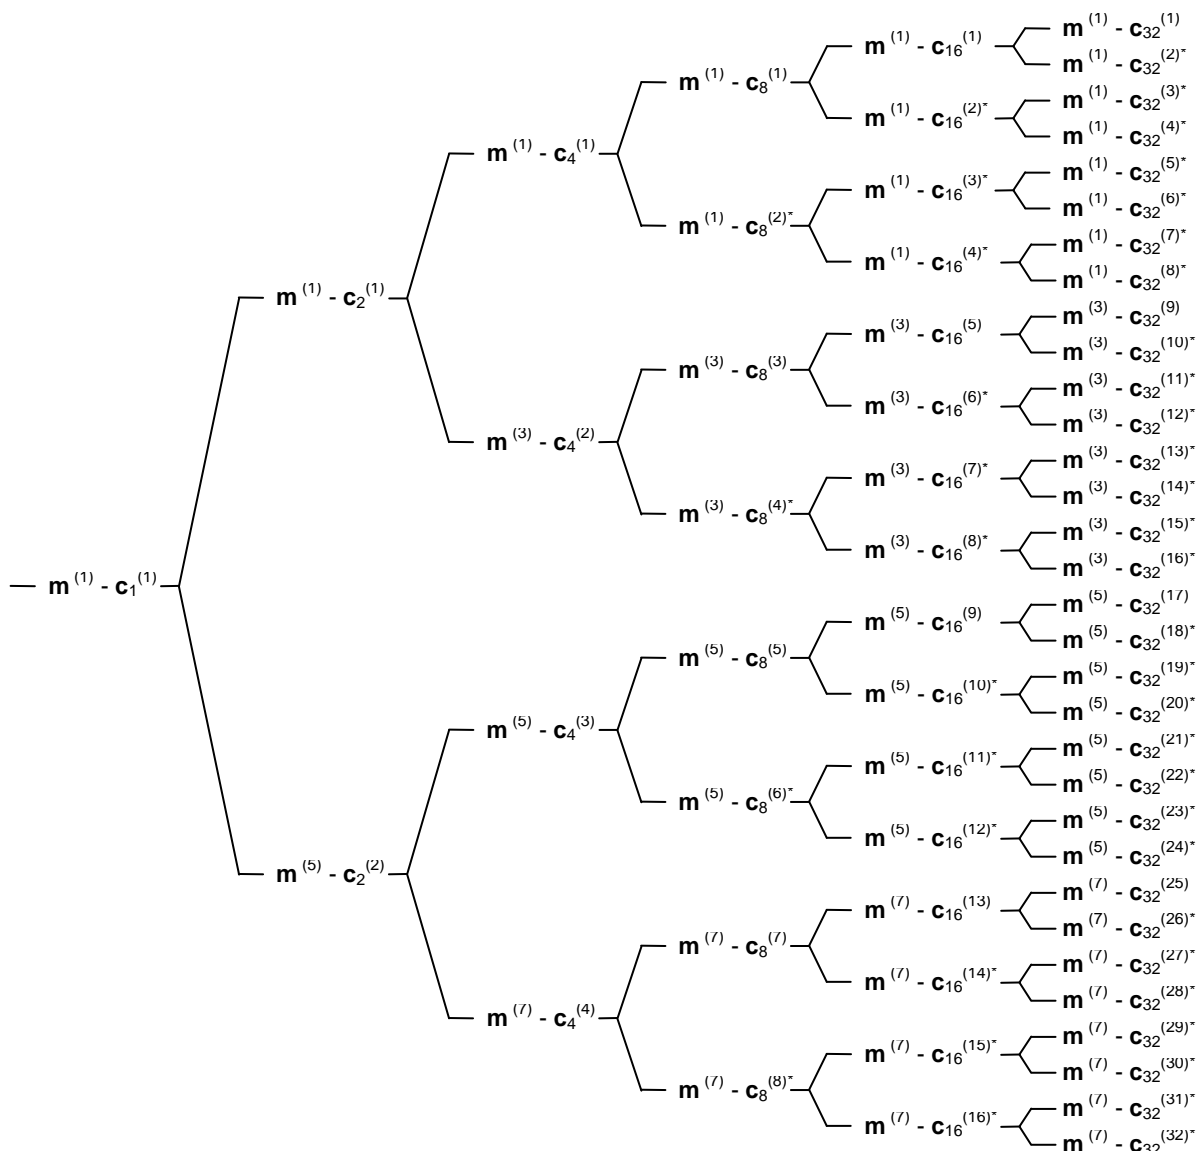 m(1) - c1(1)
m(1) - c2(1)
m(5) - c2(2)
m(1) - c4(1)
m(3) - c4(2)
m(5) - c4(3)
m(7) - c4(4)
m(1) - c8(1)
m(1) - c8(2)*
m(3) - c8(3)
m(3) - c8(4)*
m(5) - c8(5)
m(5) - c8(6)*
m(7) - c8(7)
m(7) - c8(8)*
m(1) - c16(1)
m(1) - c16(2)*
m(1) - c16(3)*
m(1) - c16(4)*
m(3) - c16(5)
m(3) - c16(6)*
m(3) - c16(7)*
m(3) - c16(8)*
m(5) - c16(9)
m(5) - c16(10)*
m(5) - c16(11)*
m(5) - c16(12)*
m(7) - c16(13)
m(7) - c16(14)*
m(7) - c16(15)*
m(7) - c16(16)*
m(1) - c32(1)
m(1) - c32(2)*
m(1) - c32(3)*
m(1) - c32(4)*
m(1) - c32(5)*
m(1) - c32(6)*
m(1) - c32(7)*
m(1) - c32(8)*
m(3) - c32(9)
m(3) - c32(10)*
m(3) - c32(11)*
m(3) - c32(12)*
m(3) - c32(13)*
m(3) - c32(14)*
m(3) - c32(15)*
m(3) - c32(16)*
m(5) - c32(17)
m(5) - c32(18)*
m(5) - c32(19)*
m(5) - c32(20)*
m(5) - c32(21)*
m(5) - c32(22)*
m(5) - c32(23)*
m(5) - c32(24)*
m(7) - c32(25)
m(7) - c32(26)*
m(7) - c32(27)*
m(7) - c32(28)*
m(7) - c32(29)*
m(7) - c32(30)*
m(7) - c32(31)*
m(7) - c32(32)*